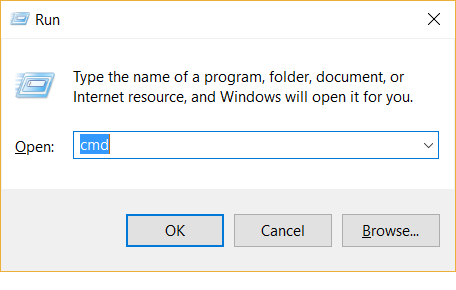 Run
Type the name of a program, folder, document, or
Internet resource, and Windows will open it for you.
Open: cmd
OK Cancel Browse...